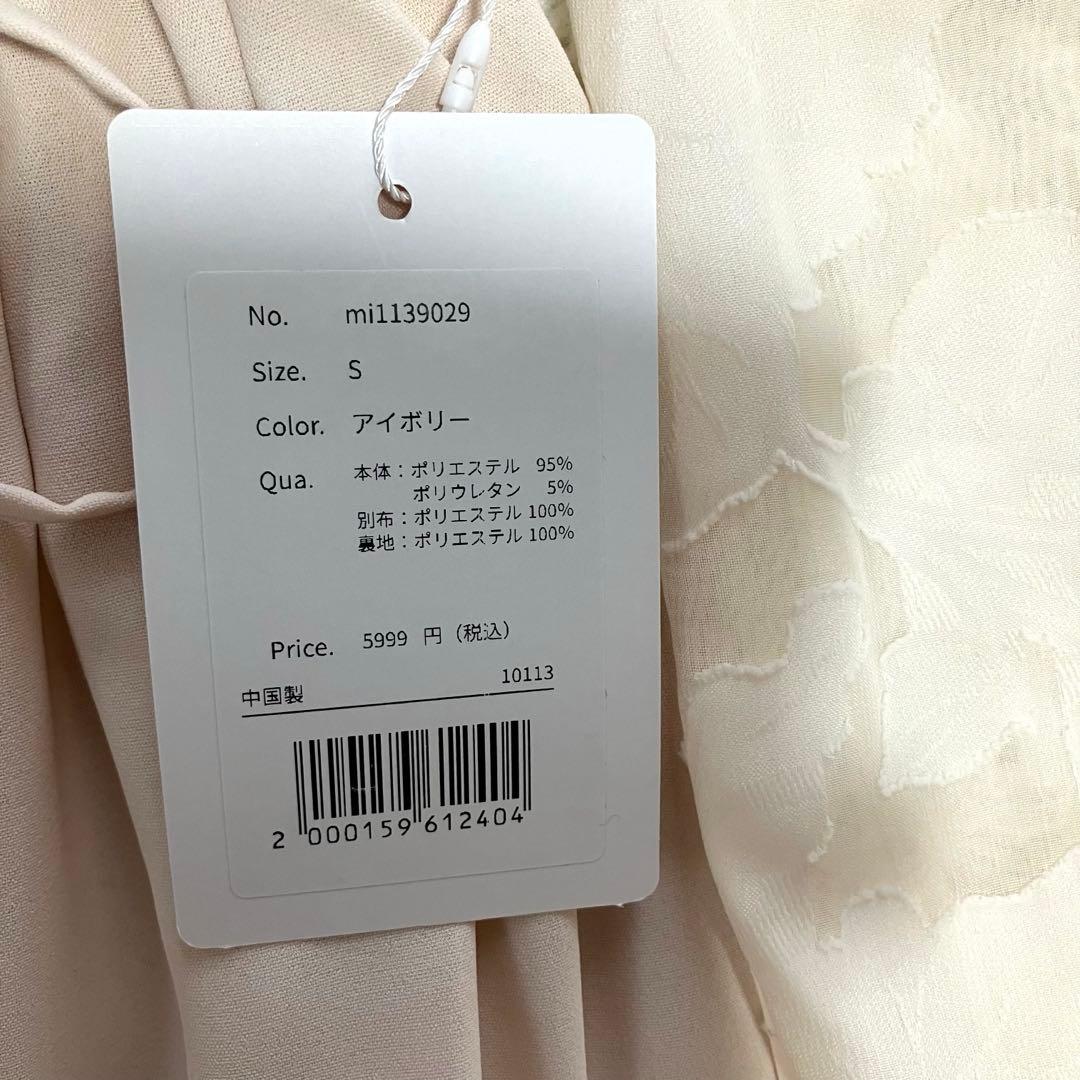 No. mi1139029
Size. S
Color. アイボリー
Qua. 本体：ポリエステル 95%
ポリウレタン 5%
別布：ポリエステル 100%
裏地：ポリエステル 100%
Price. 5999 円（税込）
中国製 10113
2 000159 612404